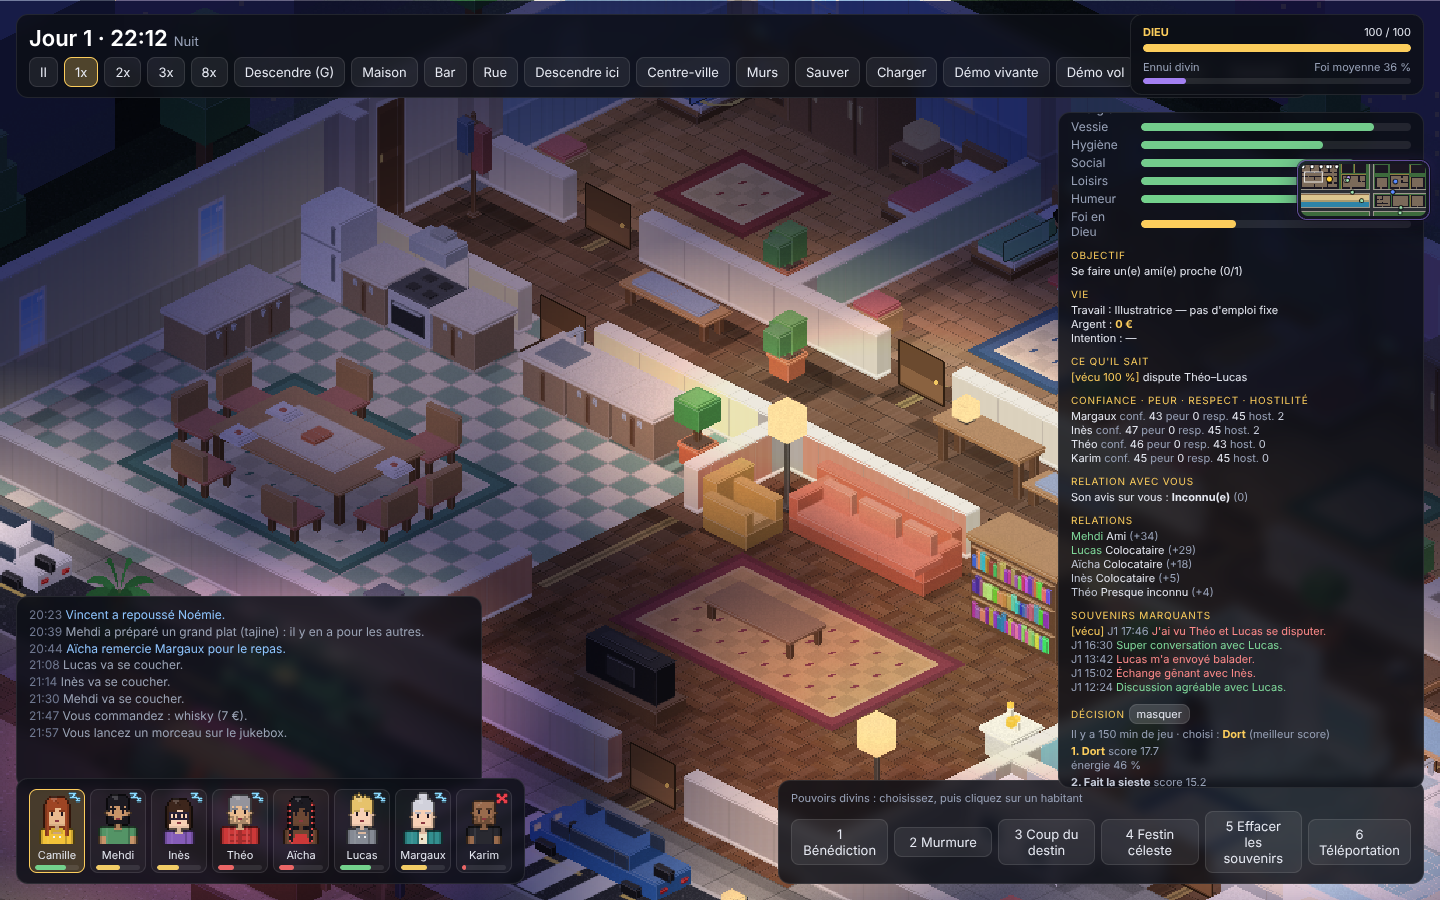 Jour 1 · 22:12 Nuit
II 1x 2x 3x 8x Descendre (G) Maison Bar Rue Descendre ici Centre-ville Murs Sauver Charger Démo vivante Démo vol
DIEU 100 / 100
Ennui divin Foi moyenne 36 %
Vessie
Hygiène
Social
Loisirs
Humeur
Foi en
Dieu
OBJECTIF
Se faire un(e) ami(e) proche (0/1)
VIE
Travail : Illustratrice — pas d'emploi fixe
Argent : 0 €
Intention : —
CE QU'IL SAIT
[vécu 100 %] dispute Théo–Lucas
CONFIANCE · PEUR · RESPECT · HOSTILITÉ
Margaux conf. 43 peur 0 resp. 45 host. 2
Inès conf. 47 peur 0 resp. 45 host. 2
Théo conf. 46 peur 0 resp. 43 host. 0
Karim conf. 45 peur 0 resp. 45 host. 0
RELATION AVEC VOUS
Son avis sur vous : Inconnu(e) (0)
RELATIONS
Mehdi Ami (+34)
Lucas Colocataire (+29)
Aïcha Colocataire (+18)
Inès Colocataire (+5)
Théo Presque inconnu (+4)
SOUVENIRS MARQUANTS
[vécu] J1 17:46 J'ai vu Théo et Lucas se disputer.
J1 16:30 Super conversation avec Lucas.
J1 13:42 Lucas m'a envoyé balader.
J1 15:02 Échange gênant avec Inès.
J1 12:24 Discussion agréable avec Lucas.
DÉCISION masquer
Il y a 150 min de jeu · choisi : Dort (meilleur score)
1. Dort score 17.7
énergie 46 %
2. Fait la sieste score 15.2
20:23 Vincent a repoussé Noémie.
20:39 Mehdi a préparé un grand plat (tajine) : il y en a pour les autres.
20:44 Aïcha remercie Margaux pour le repas.
21:08 Lucas va se coucher.
21:14 Inès va se coucher.
21:30 Mehdi va se coucher.
21:47 Vous commandez : whisky (7 €).
21:57 Vous lancez un morceau sur le jukebox.
Camille Mehdi Inès Théo Aïcha Lucas Margaux Karim
Pouvoirs divins : choisissez, puis cliquez sur un habitant
1
Bénédiction
2 Murmure
3 Coup du
destin
4 Festin
céleste
5 Effacer
les
souvenirs
6
Téléportation